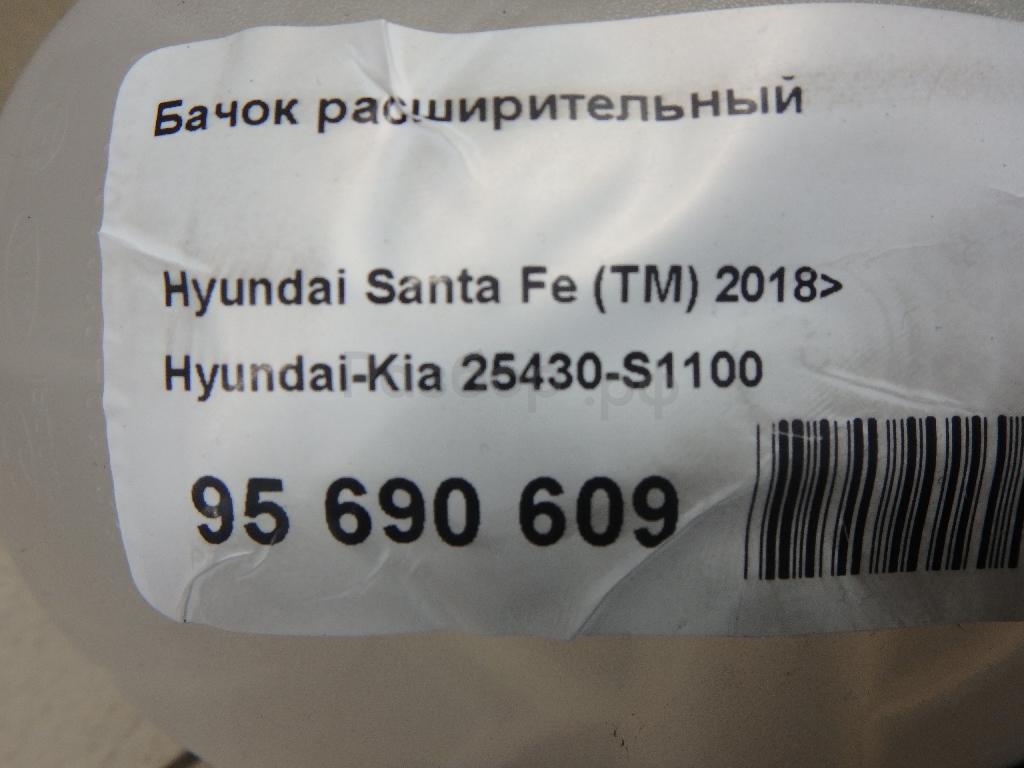 Бачок расширительный
Hyundai Santa Fe (TM) 2018>
Hyundai-Kia 25430-S1100
95 690 609